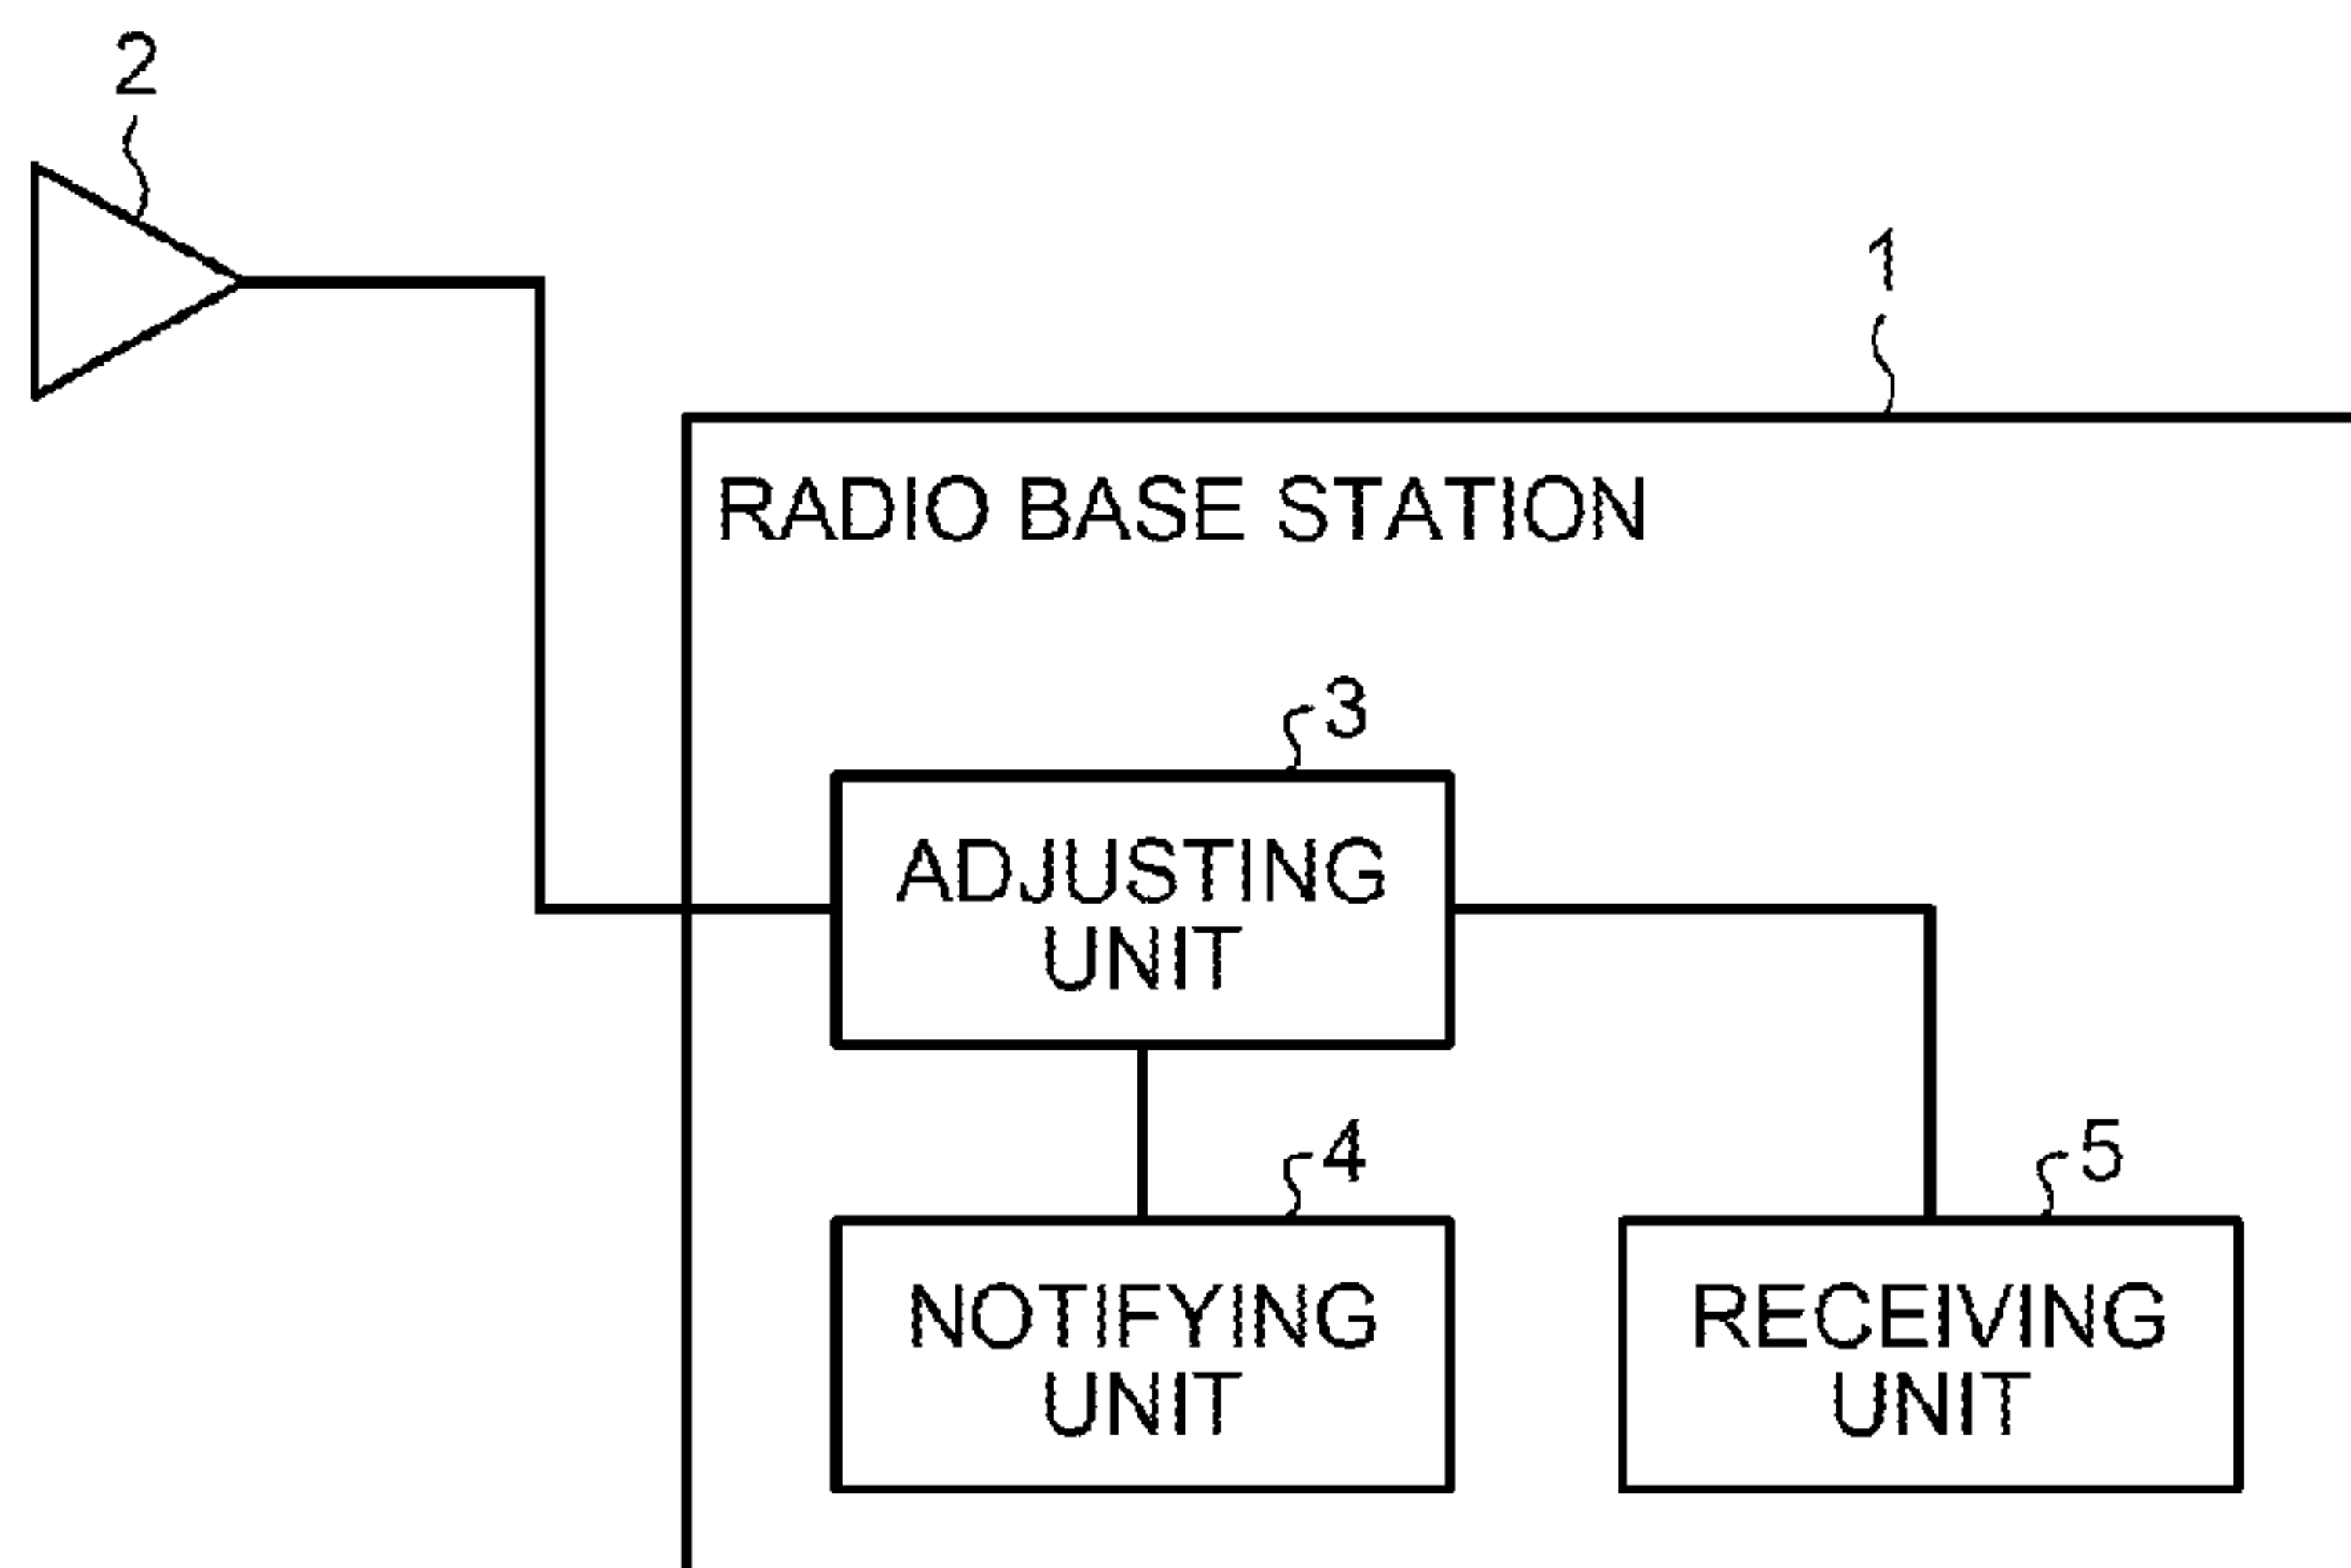 2
1
RADIO BASE STATION
3
ADJUSTING
UNIT
4
5
NOTIFYING
UNIT
RECEIVING
UNIT